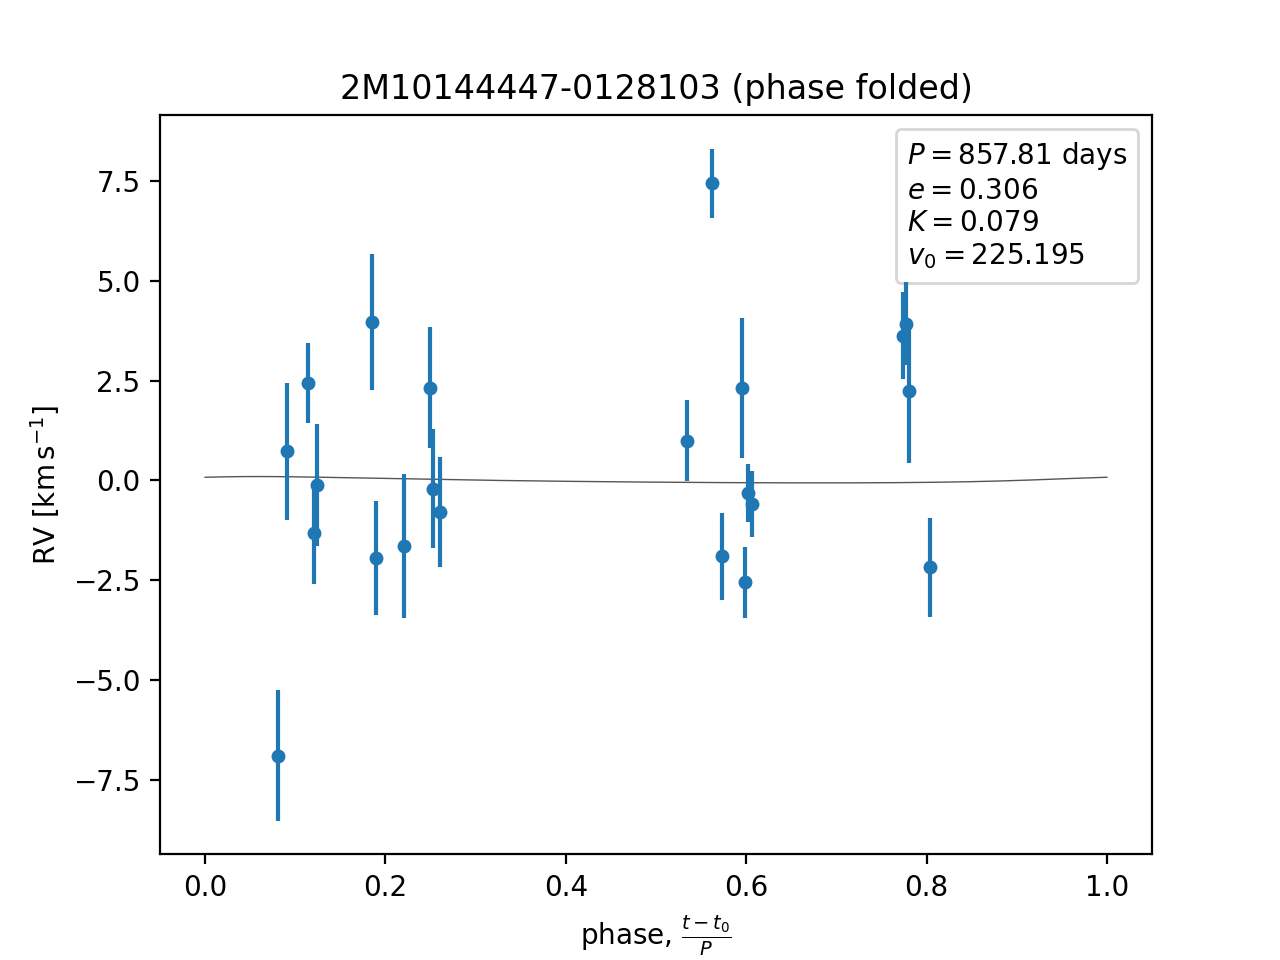 2M10144447-0128103 (phase folded)
P = 857.81 days
e = 0.306
K = 0.079
v₀ = 225.195
RV [km s⁻¹]
7.5
5.0
2.5
0.0
−2.5
−5.0
−7.5
0.0 0.2 0.4 0.6 0.8 1.0
phase, (t − t₀)/P